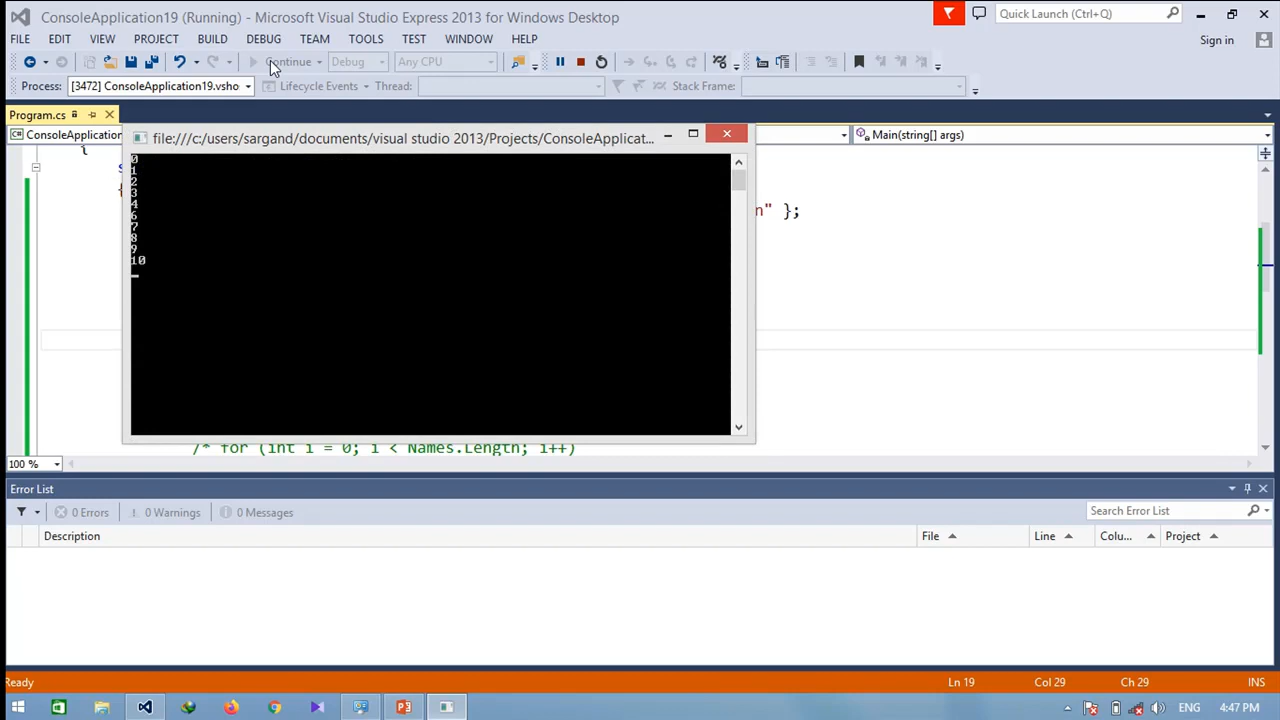 ConsoleApplication19 (Running) - Microsoft Visual Studio Express 2013 for Windows Desktop
Quick Launch (Ctrl+Q)
FILE EDIT VIEW PROJECT BUILD DEBUG TEAM TOOLS TEST WINDOW HELP
Sign in
Continue Debug Any CPU
Process: [3472] ConsoleApplication19.vsho Lifecycle Events Thread: Stack Frame:
Program.cs
ConsoleApplication
Main(string[] args)
file:///c:/users/sargand/documents/visual studio 2013/Projects/ConsoleApplicat...
{
s
{
n" };
0
1
2
3
4
6
7
8
9
10
/* for (int i = 0; i < Names.Length; i++)
100 %
Error List
0 Errors 0 Warnings 0 Messages
Search Error List
Description File Line Colu... Project
Ready Ln 19 Col 29 Ch 29 INS
ENG 4:47 PM